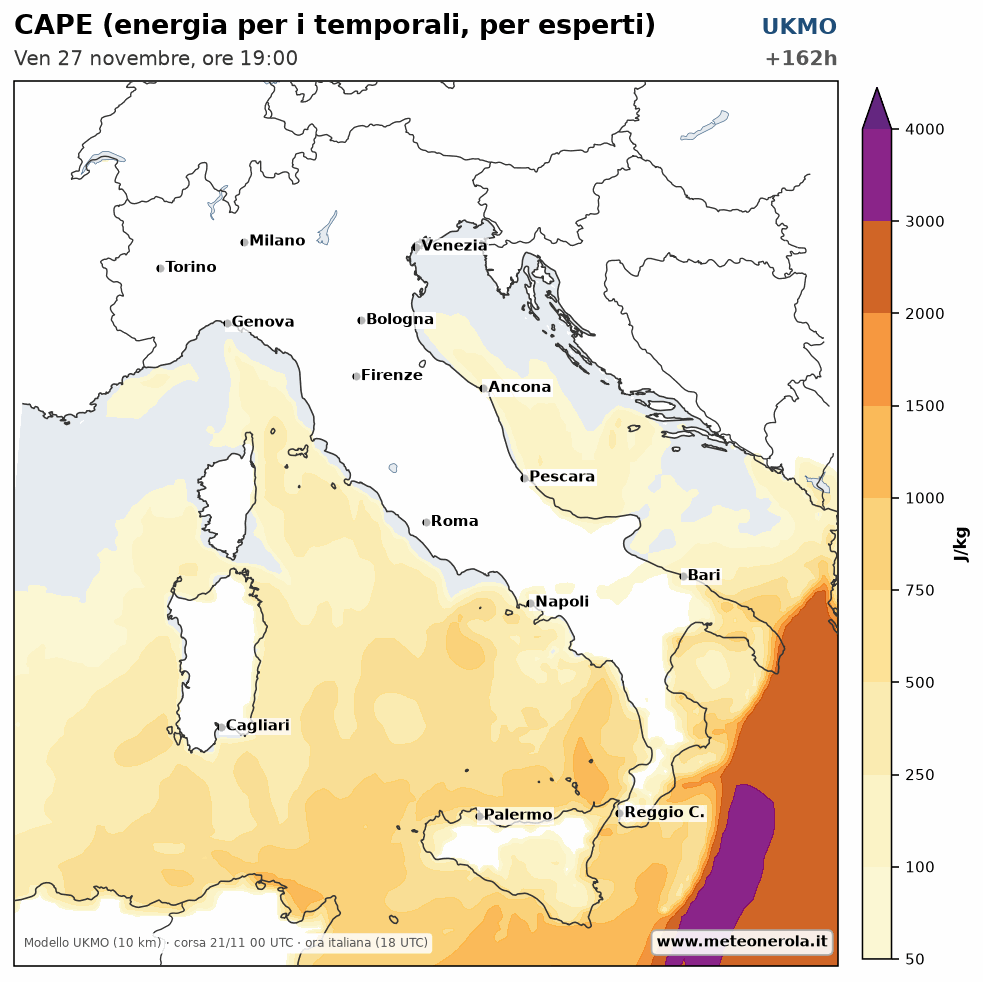 CAPE (energia per i temporali, per esperti)
UKMO
Ven 27 novembre, ore 19:00
+162h
4000
3000
2000
1500
1000
750
500
250
100
50
J/kg
Milano
Venezia
Torino
Genova
Bologna
Firenze
Ancona
Pescara
Roma
Bari
Napoli
Cagliari
Palermo
Reggio C.
Modello UKMO (10 km) · corsa 21/11 00 UTC · ora italiana (18 UTC)
www.meteonerola.it